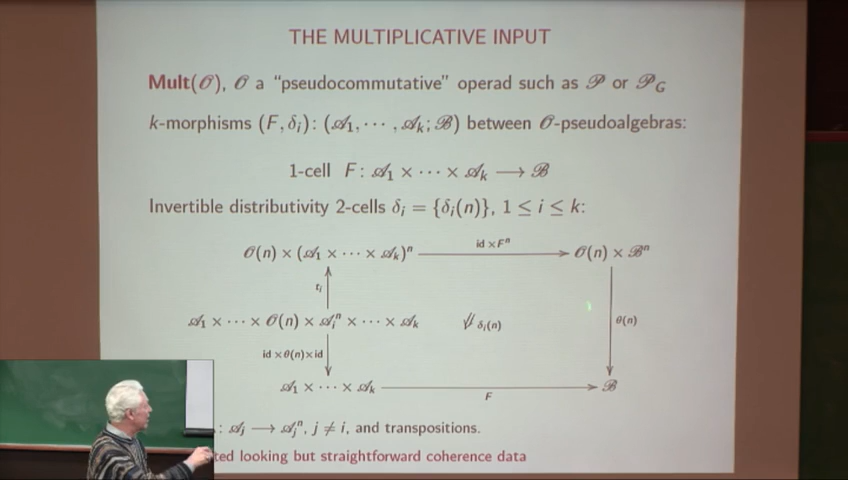 THE MULTIPLICATIVE INPUT
Mult(𝒪), 𝒪 a "pseudocommutative" operad such as 𝒫 or 𝒫_G
k-morphisms (F, δ_i): (𝒜_1, ⋯ , 𝒜_k; ℬ) between 𝒪-pseudoalgebras:
1-cell F: 𝒜_1 × ⋯ × 𝒜_k ⟶ ℬ
Invertible distributivity 2-cells δ_i = {δ_i(n)}, 1 ≤ i ≤ k:
id ×F^n
𝒪(n) × (𝒜_1 × ⋯ × 𝒜_k)^n ⟶ 𝒪(n) × ℬ^n
t_i
𝒜_1 × ⋯ × 𝒪(n) × 𝒜_i^n × ⋯ × 𝒜_k ⇓ δ_i(n) θ(n)
id ×θ(n)×id
𝒜_1 × ⋯ × 𝒜_k ⟶ ℬ
F
: 𝒜_j ⟶ 𝒜_j^n, j ≠ i, and transpositions.
ted looking but straightforward coherence data